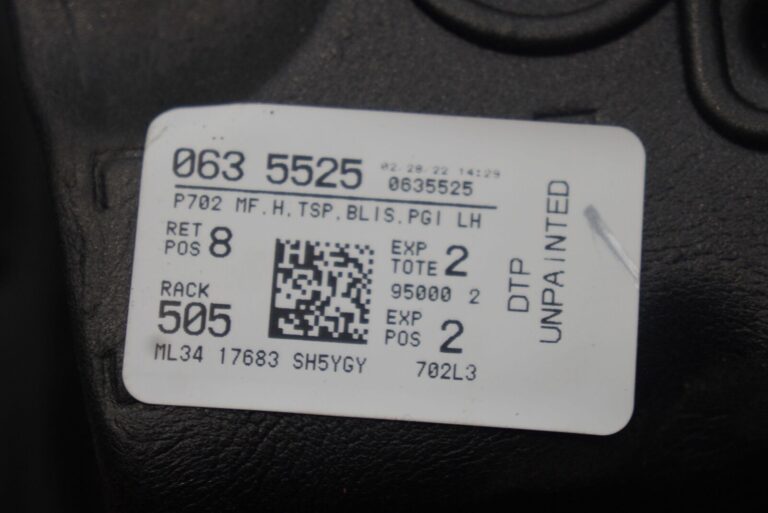 063 5525 02/28/22 14:29
0635525
P702 MF.H.TSP.BLIS.PGI LH
RET
POS 8
EXP
TOTE 2
95000 2
RACK
505
EXP
POS 2
ML34 17683 SH5YGY 702L3
DTP
UNPAINTED